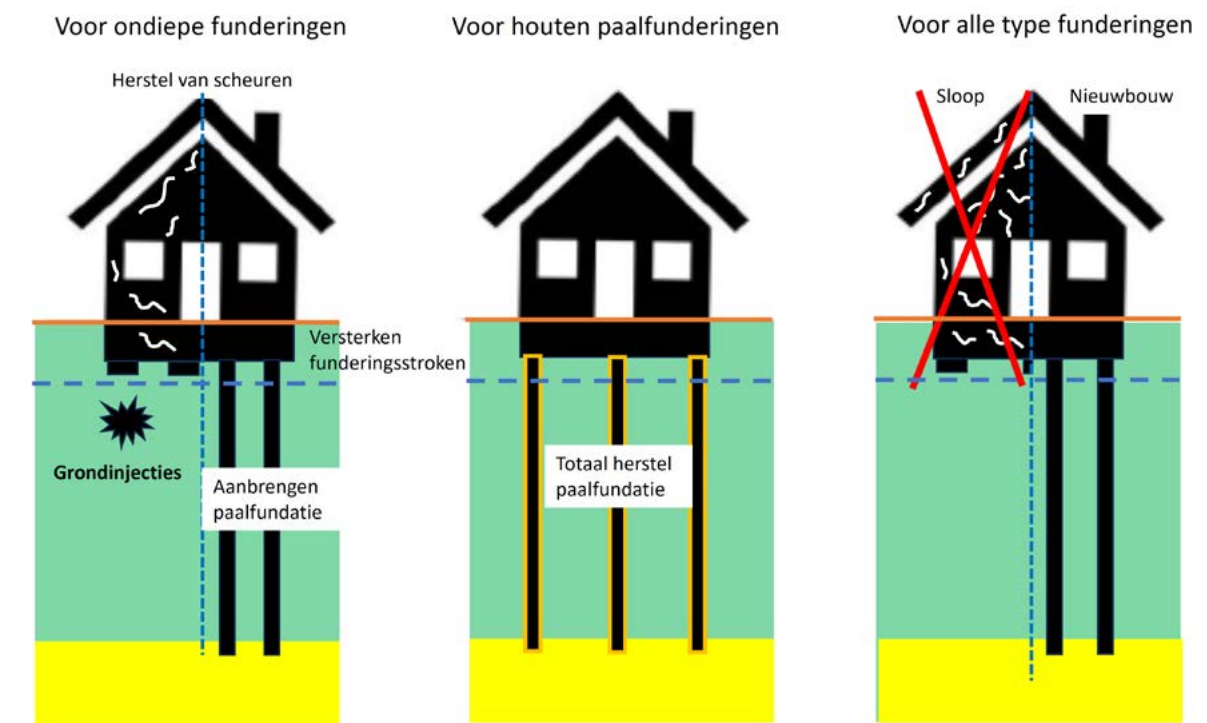 Voor ondiepe funderingen
Herstel van scheuren
Versterken
funderingsstroken
Grondinjecties
Aanbrengen
paalfundatie
Voor houten paalfunderingen
Totaal herstel
paalfundatie
Voor alle type funderingen
Sloop
Nieuwbouw